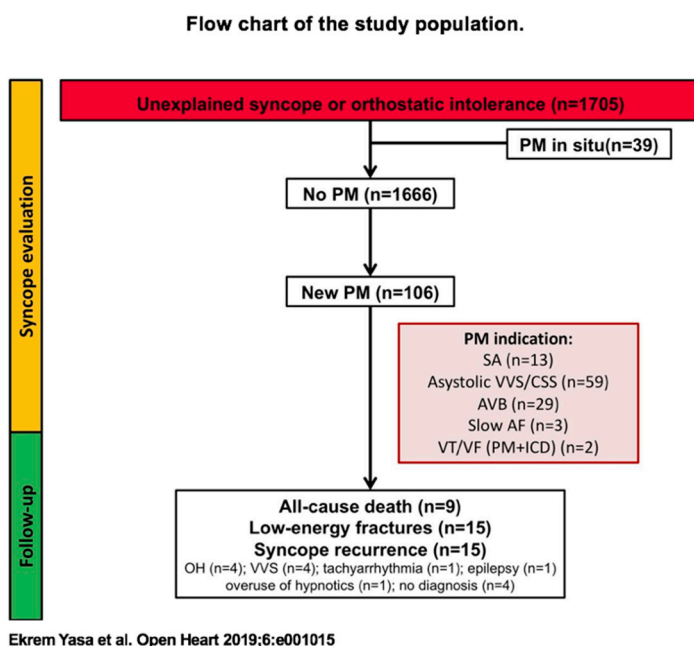 Flow chart of the study population.
Unexplained syncope or orthostatic intolerance (n=1705)
PM in situ(n=39)
No PM (n=1666)
New PM (n=106)
PM indication:
SA (n=13)
Asystolic VVS/CSS (n=59)
AVB (n=29)
Slow AF (n=3)
VT/VF (PM+ICD) (n=2)
Syncope evaluation
Follow-up
All-cause death (n=9)
Low-energy fractures (n=15)
Syncope recurrence (n=15)
OH (n=4); VVS (n=4); tachyarrhythmia (n=1); epilepsy (n=1)
overuse of hypnotics (n=1); no diagnosis (n=4)
Ekrem Yasa et al. Open Heart 2019;6:e001015